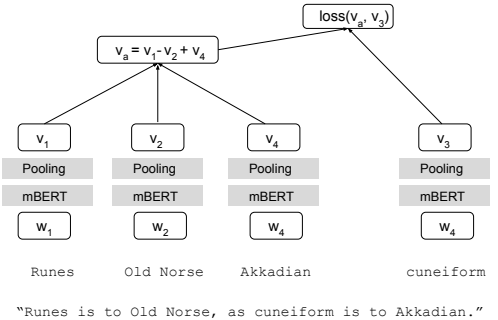 loss(vₐ, v₃)
vₐ = v₁- v₂ + v₄
v₁ v₂ v₄ v₃
Pooling Pooling Pooling Pooling
mBERT mBERT mBERT mBERT
w₁ w₂ w₄ w₄
Runes Old Norse Akkadian cuneiform
“Runes is to Old Norse, as cuneiform is to Akkadian.”